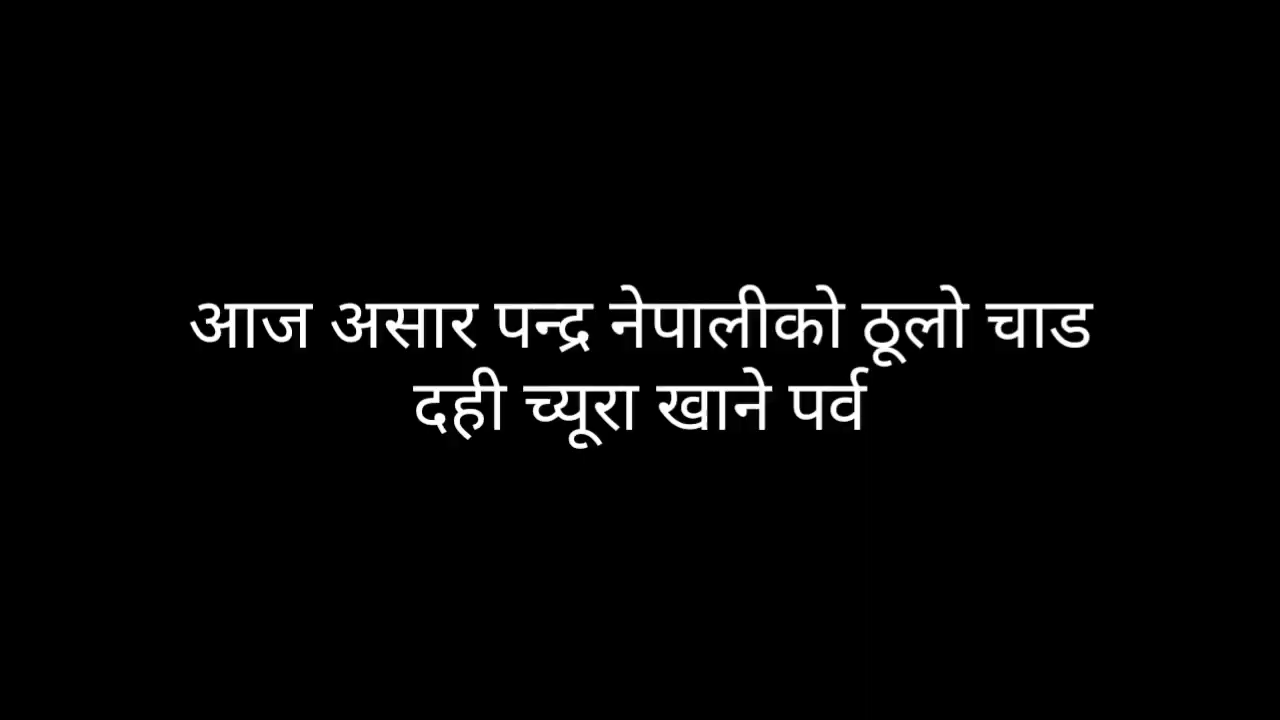 आज असार पन्द्र नेपालीको ठूलो चाड
दही च्यूरा खाने पर्व